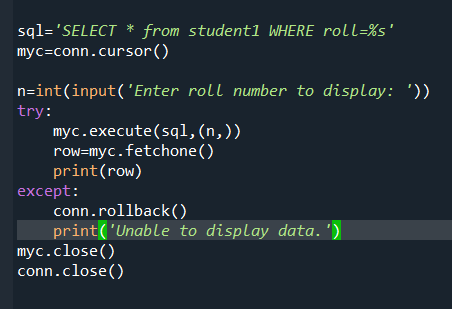 sql='SELECT * from student1 WHERE roll=%s'
myc=conn.cursor()

n=int(input('Enter roll number to display: '))
try:
    myc.execute(sql,(n,))
    row=myc.fetchone()
    print(row)
except:
    conn.rollback()
    print('Unable to display data.')
myc.close()
conn.close()